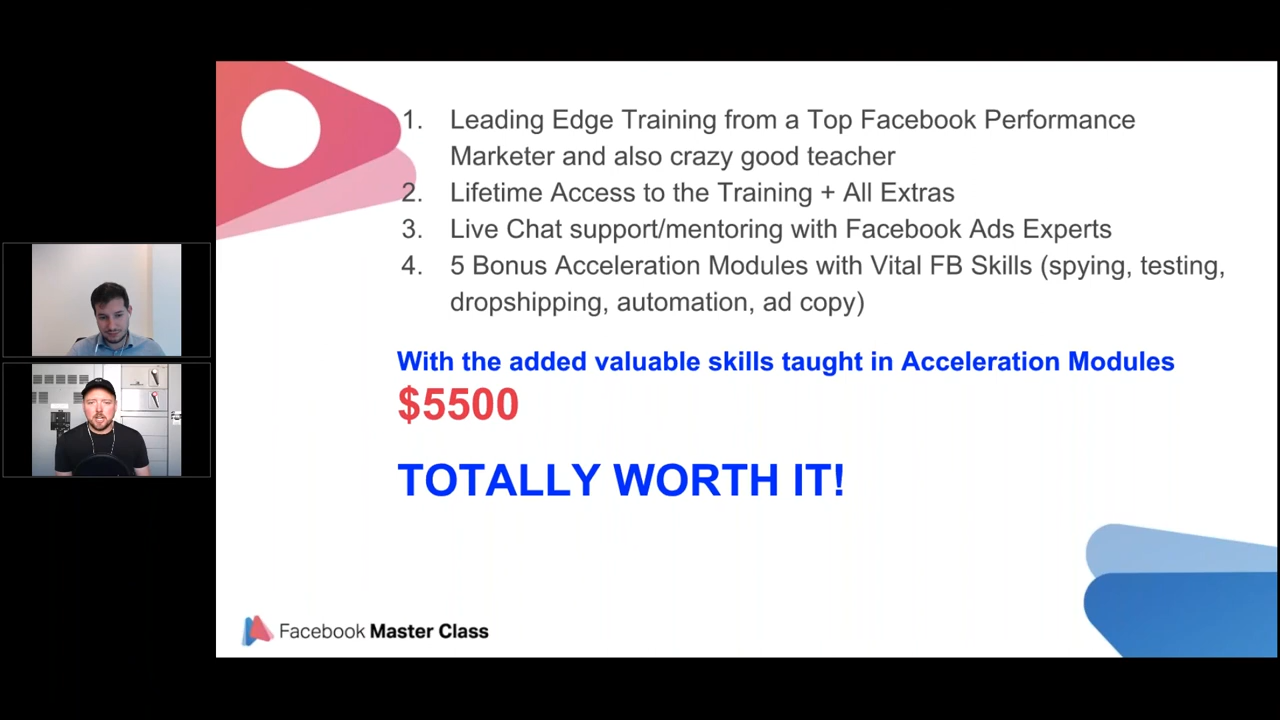 1. Leading Edge Training from a Top Facebook Performance
Marketer and also crazy good teacher
2. Lifetime Access to the Training + All Extras
3. Live Chat support/mentoring with Facebook Ads Experts
4. 5 Bonus Acceleration Modules with Vital FB Skills (spying, testing,
dropshipping, automation, ad copy)
With the added valuable skills taught in Acceleration Modules
$5500
TOTALLY WORTH IT!
Facebook Master Class